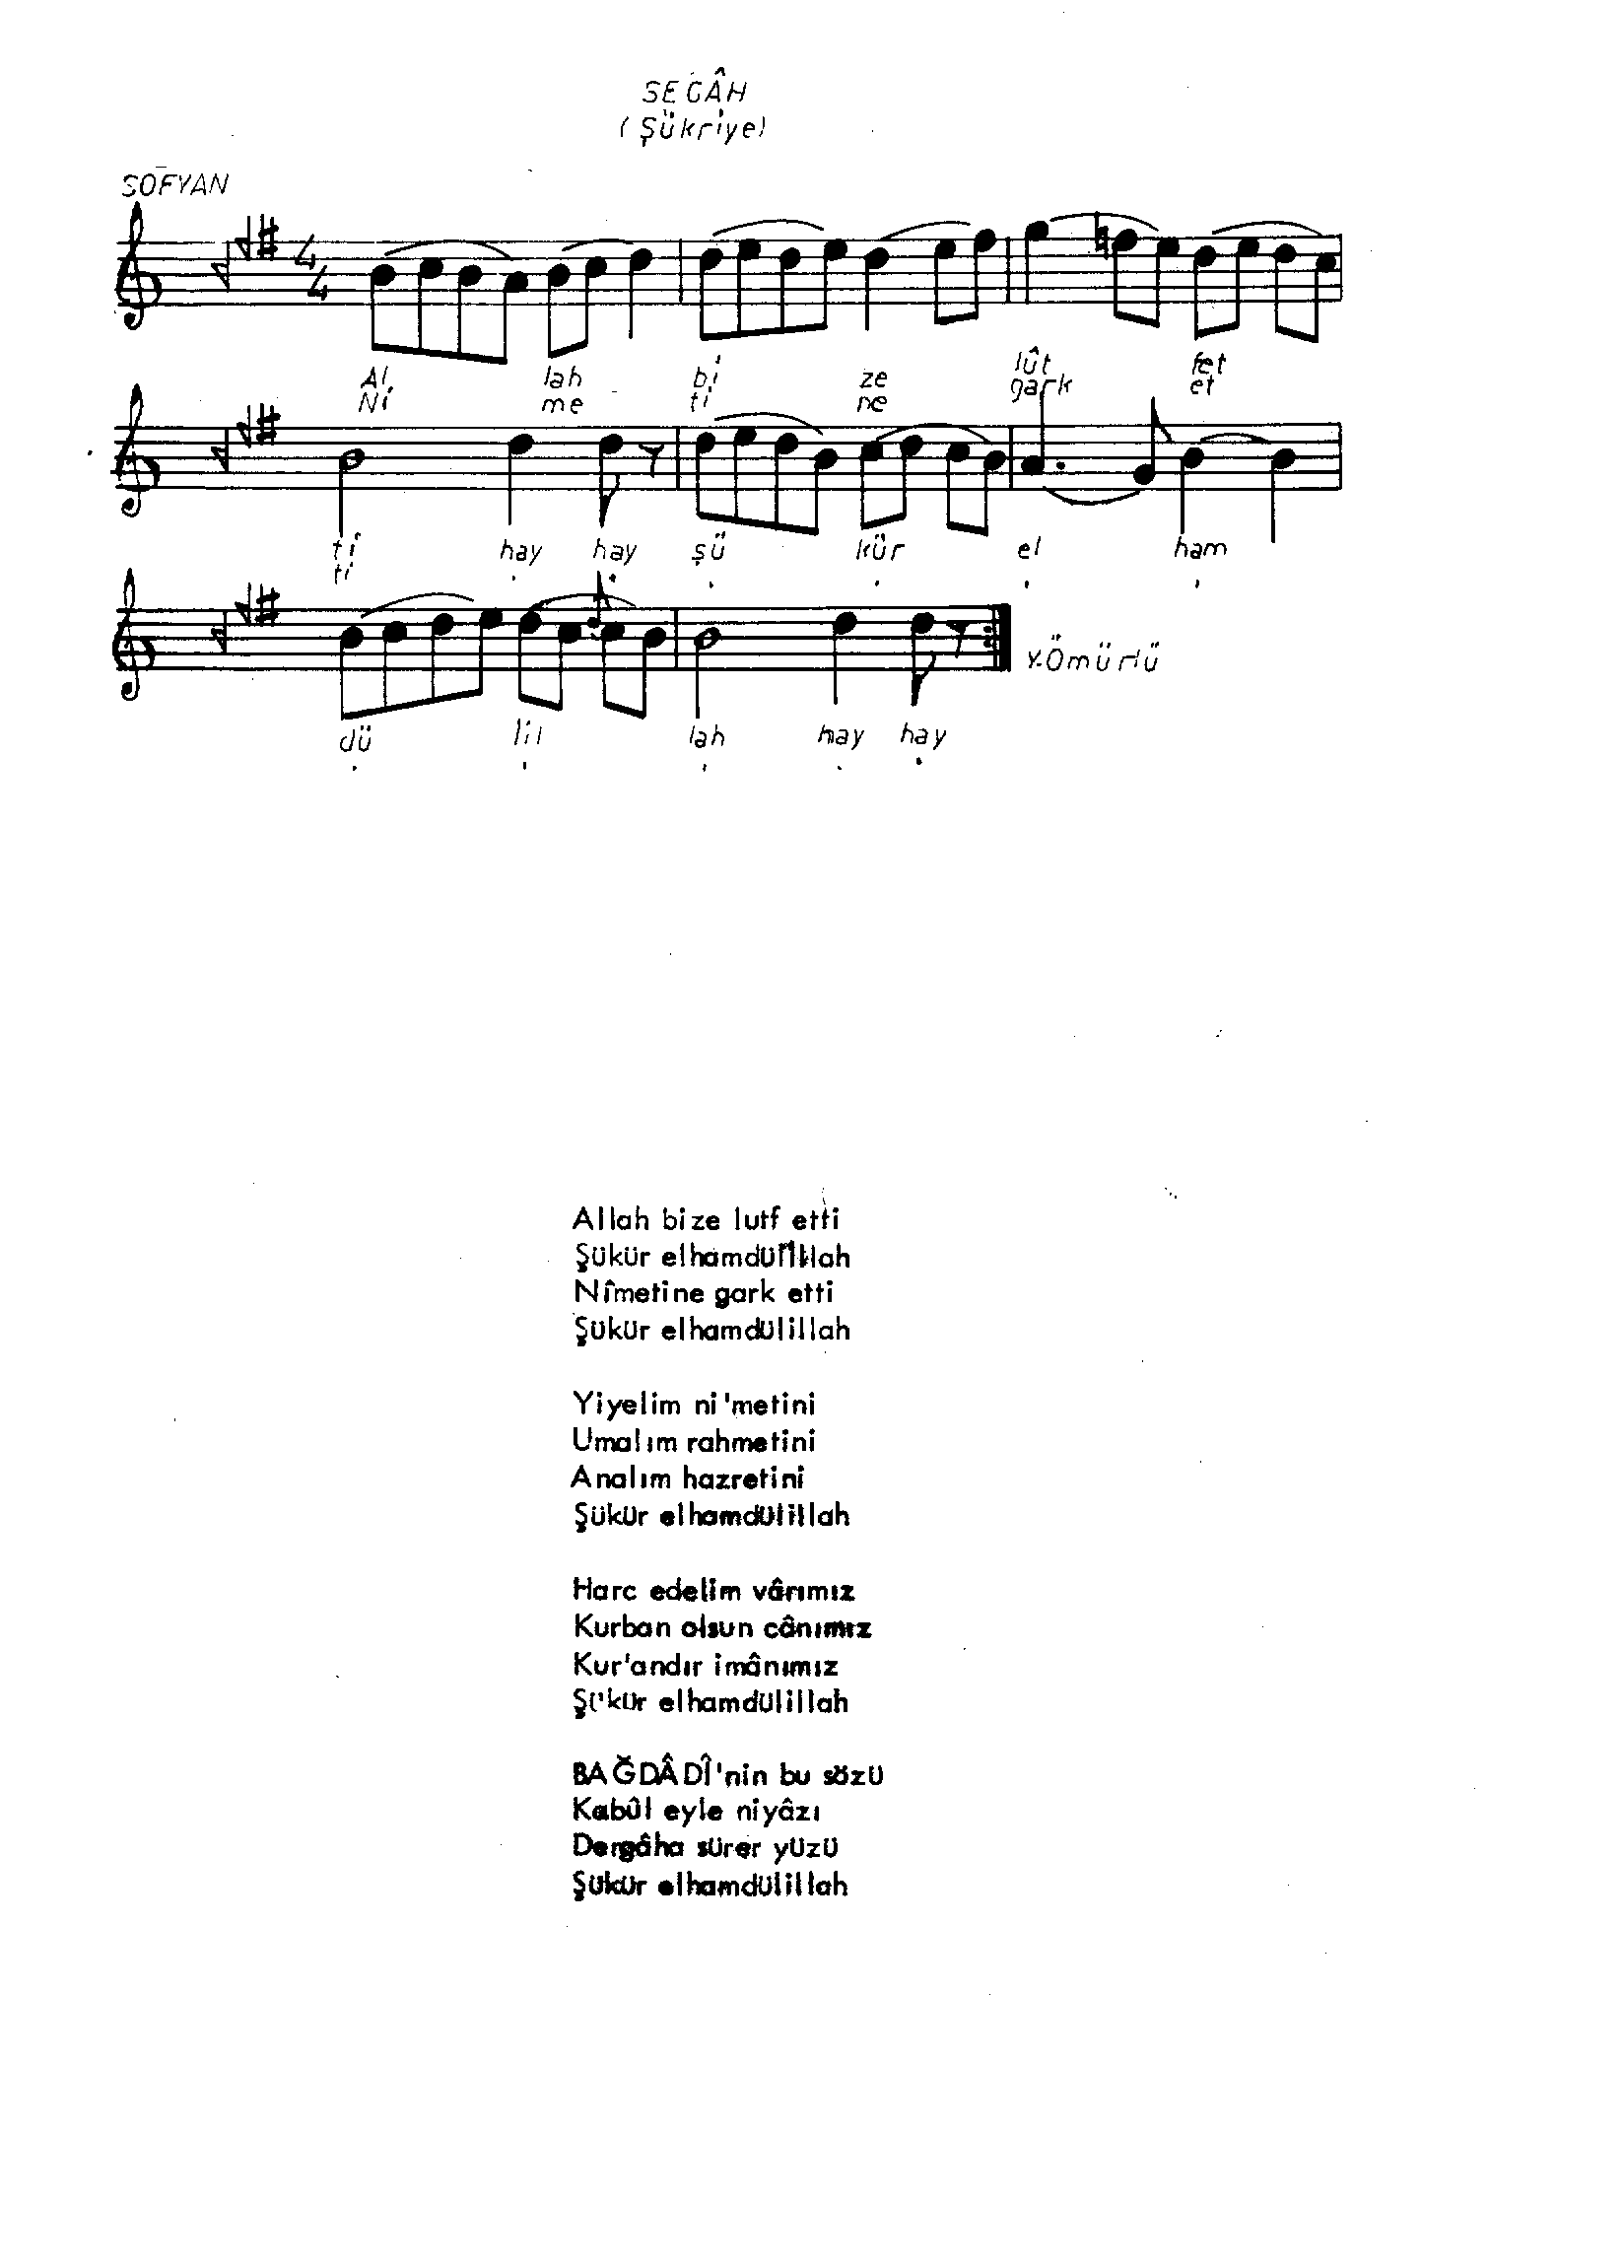 SEGÂH
(Şükriye)
SOFYAN
4
4
Al lah bi ze lût fet
Ni me ti ne gark et
ti hay hay şü kür el ham
ti
dü lil lah hay hay
Y.Ömürlü
Allah bize lutf etti
Şükür elhamdülillah
Nîmetine gark etti
Şükür elhamdülillah
Yiyelim ni'metini
Umalım rahmetini
Analım hazretini
Şükür elhamdülillah
Harc edelim vârımız
Kurban olsun cânımız
Kur'andır imânımız
Şükür elhamdülillah
BAĞDÂDÎ'nin bu sözü
Kabûl eyle niyâzı
Dergâha sürer yüzü
Şükür elhamdülillah